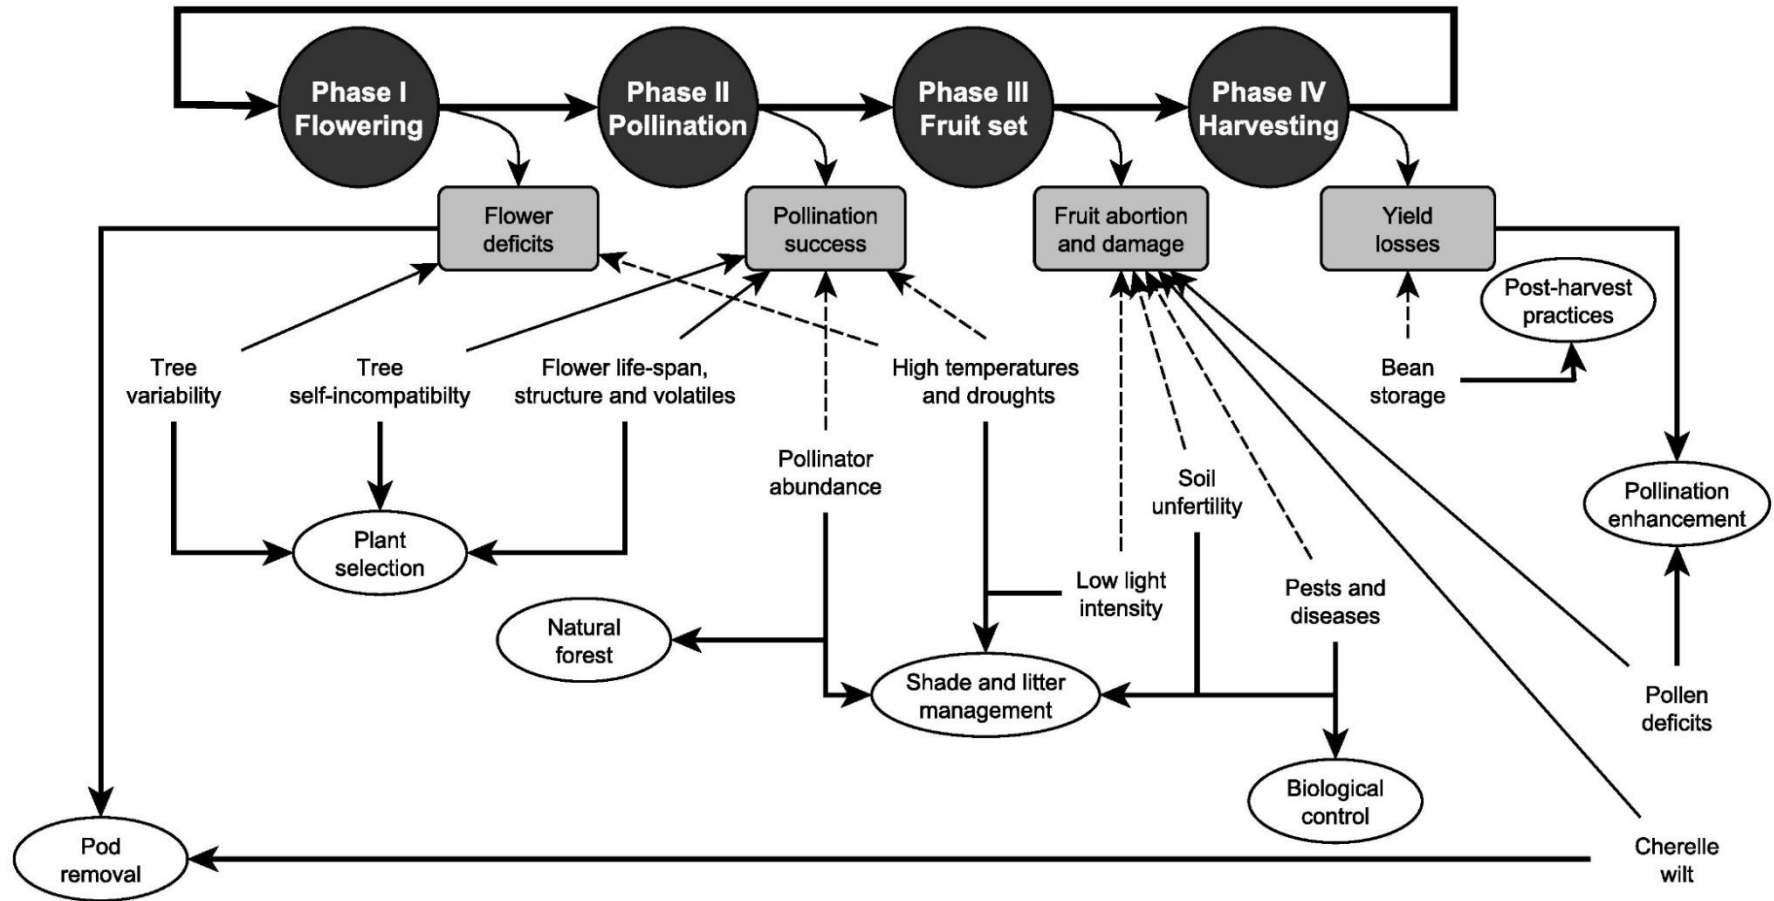 Phase I
Flowering
Phase II
Pollination
Phase III
Fruit set
Phase IV
Harvesting
Flower
deficits
Pollination
success
Fruit abortion
and damage
Yield
losses
Post-harvest
practices
Tree
variability
Tree
self-incompatibilty
Flower life-span,
structure and volatiles
High temperatures
and droughts
Bean
storage
Pollinator
abundance
Soil
unfertility
Pollination
enhancement
Plant
selection
Low light
intensity
Pests and
diseases
Natural
forest
Shade and litter
management
Pollen
deficits
Biological
control
Pod
removal
Cherelle
wilt